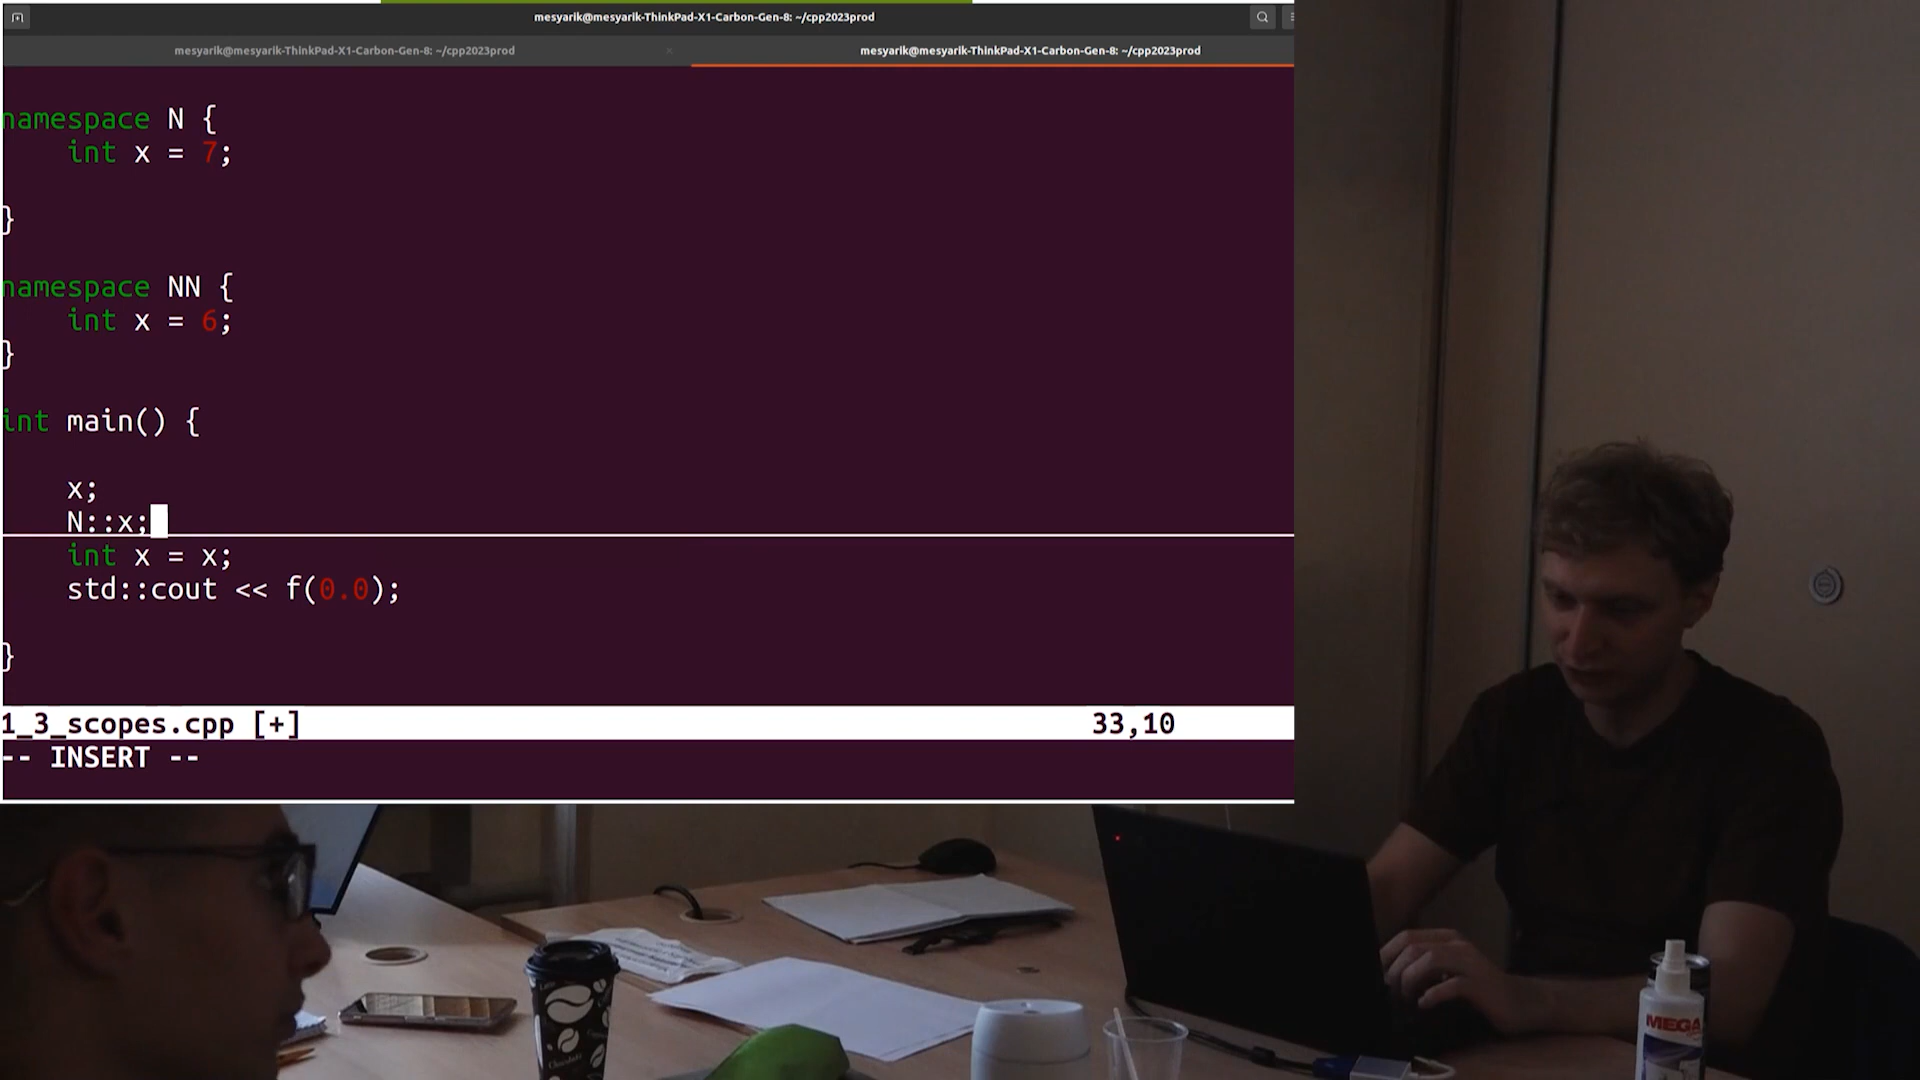 mesyarik@mesyarik-ThinkPad-X1-Carbon-Gen-8: ~/cpp2023prod
mesyarik@mesyarik-ThinkPad-X1-Carbon-Gen-8: ~/cpp2023prod
mesyarik@mesyarik-ThinkPad-X1-Carbon-Gen-8: ~/cpp2023prod
namespace N {
int x = 7;
}
namespace NN {
int x = 6;
}
int main() {
x;
N::x;
int x = x;
std::cout << f(0.0);
}
1_3_scopes.cpp [+] 33,10
-- INSERT --
MEGA